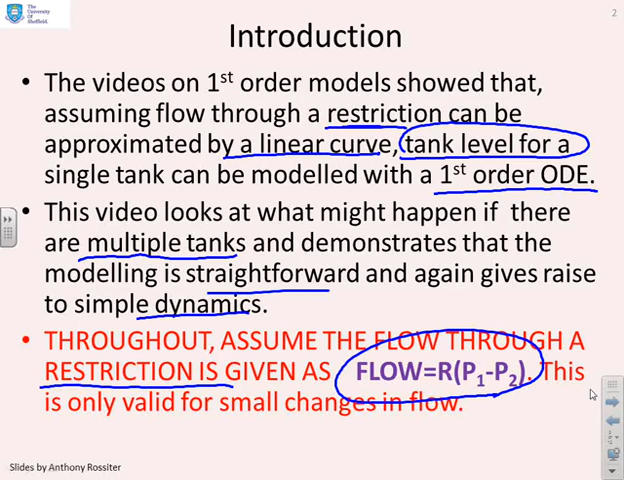 The
University
Of
Sheffield.
2
Introduction
• The videos on 1st order models showed that,
assuming flow through a restriction can be
approximated by a linear curve, tank level for a
single tank can be modelled with a 1st order ODE.
• This video looks at what might happen if there
are multiple tanks and demonstrates that the
modelling is straightforward and again gives raise
to simple dynamics.
• THROUGHOUT, ASSUME THE FLOW THROUGH A
RESTRICTION IS GIVEN AS FLOW=R(P1-P2). This
is only valid for small changes in flow.
Slides by Anthony Rossiter